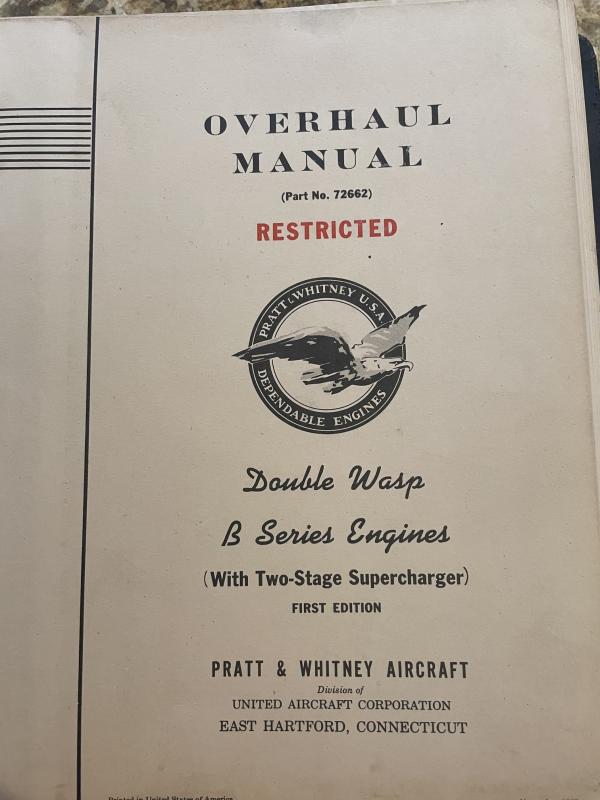 OVERHAUL
MANUAL
(Part No. 72662)
RESTRICTED
PRATT & WHITNEY U.S.A.
DEPENDABLE ENGINES
Double Wasp
B Series Engines
(With Two-Stage Supercharger)
FIRST EDITION
PRATT & WHITNEY AIRCRAFT
Division of
UNITED AIRCRAFT CORPORATION
EAST HARTFORD, CONNECTICUT
Printed in United States of America